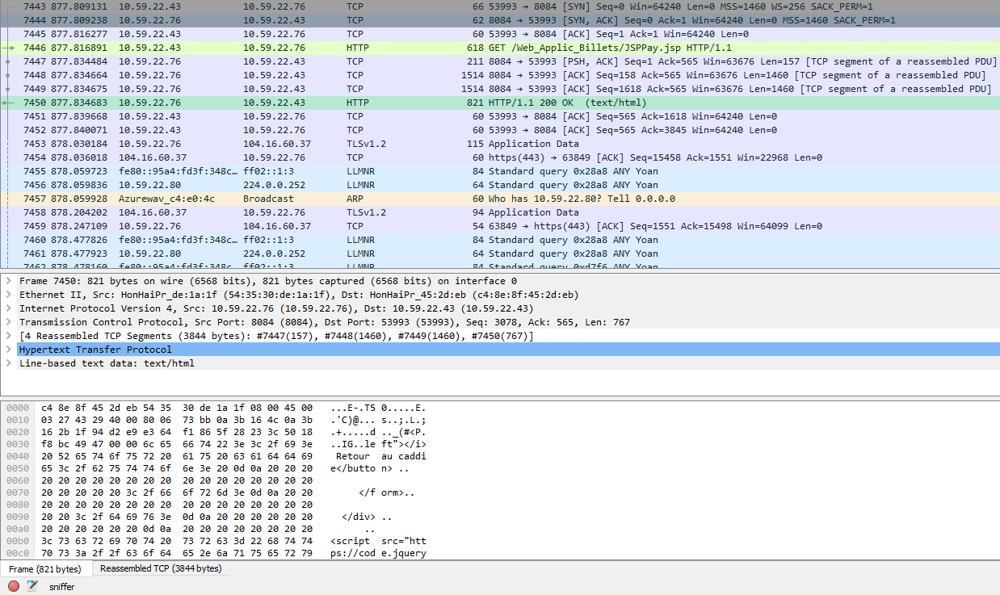 7443 877.809131 10.59.22.43 10.59.22.76 TCP 66 53993 → 8084 [SYN] Seq=0 Win=64240 Len=0 MSS=1460 WS=256 SACK_PERM=1
7444 877.809238 10.59.22.76 10.59.22.43 TCP 62 8084 → 53993 [SYN, ACK] Seq=0 Ack=1 Win=64240 Len=0 MSS=1460 SACK_PERM=1
7445 877.816277 10.59.22.43 10.59.22.76 TCP 60 53993 → 8084 [ACK] Seq=1 Ack=1 Win=64240 Len=0
7446 877.816891 10.59.22.43 10.59.22.76 HTTP 618 GET /Web_Applic_Billets/JSPPay.jsp HTTP/1.1
7447 877.834484 10.59.22.76 10.59.22.43 TCP 211 8084 → 53993 [PSH, ACK] Seq=1 Ack=565 Win=63676 Len=157 [TCP segment of a reassembled PDU]
7448 877.834664 10.59.22.76 10.59.22.43 TCP 1514 8084 → 53993 [ACK] Seq=158 Ack=565 Win=63676 Len=1460 [TCP segment of a reassembled PDU]
7449 877.834675 10.59.22.76 10.59.22.43 TCP 1514 8084 → 53993 [ACK] Seq=1618 Ack=565 Win=63676 Len=1460 [TCP segment of a reassembled PDU]
7450 877.834683 10.59.22.76 10.59.22.43 HTTP 821 HTTP/1.1 200 OK (text/html)
7451 877.839668 10.59.22.43 10.59.22.76 TCP 60 53993 → 8084 [ACK] Seq=565 Ack=1618 Win=64240 Len=0
7452 877.840071 10.59.22.43 10.59.22.76 TCP 60 53993 → 8084 [ACK] Seq=565 Ack=3845 Win=64240 Len=0
7453 878.030184 10.59.22.76 104.16.60.37 TLSv1.2 115 Application Data
7454 878.036018 104.16.60.37 10.59.22.76 TCP 60 https(443) → 63849 [ACK] Seq=15458 Ack=1551 Win=22968 Len=0
7455 878.059723 fe80::95a4:fd3f:348c… ff02::1:3 LLMNR 84 Standard query 0x28a8 ANY Yoan
7456 878.059836 10.59.22.80 224.0.0.252 LLMNR 64 Standard query 0x28a8 ANY Yoan
7457 878.059928 Azurewav_c4:e0:4c Broadcast ARP 60 Who has 10.59.22.80? Tell 0.0.0.0
7458 878.204202 104.16.60.37 10.59.22.76 TLSv1.2 94 Application Data
7459 878.247109 10.59.22.76 104.16.60.37 TCP 54 63849 → https(443) [ACK] Seq=1551 Ack=15498 Win=64099 Len=0
7460 878.477826 fe80::95a4:fd3f:348c… ff02::1:3 LLMNR 84 Standard query 0x28a8 ANY Yoan
7461 878.477923 10.59.22.80 224.0.0.252 LLMNR 64 Standard query 0x28a8 ANY Yoan
7462 878.478160 fe80::95a4:fd3f:348c… ff02::1:3 LLMNR 84 Standard query 0xd7f6 ANY Yoan
Frame 7450: 821 bytes on wire (6568 bits), 821 bytes captured (6568 bits) on interface 0
Ethernet II, Src: HonHaiPr_de:1a:1f (54:35:30:de:1a:1f), Dst: HonHaiPr_45:2d:eb (c4:8e:8f:45:2d:eb)
Internet Protocol Version 4, Src: 10.59.22.76 (10.59.22.76), Dst: 10.59.22.43 (10.59.22.43)
Transmission Control Protocol, Src Port: 8084 (8084), Dst Port: 53993 (53993), Seq: 3078, Ack: 565, Len: 767
[4 Reassembled TCP Segments (3844 bytes): #7447(157), #7448(1460), #7449(1460), #7450(767)]
Hypertext Transfer Protocol
Line-based text data: text/html
0000 c4 8e 8f 45 2d eb 54 35 30 de 1a 1f 08 00 45 00 ...E-.T5 0.....E.
0010 03 27 43 29 40 00 80 06 73 bb 0a 3b 16 4c 0a 3b .'C)@... s..;.L.;
0020 16 2b 1f 94 d2 e9 e3 64 f1 86 5f 28 23 3c 50 18 .+.....d .._(#<P.
0030 f8 bc 49 47 00 00 6c 65 66 74 22 3e 3c 2f 69 3e ..IG..le ft"></i>
0040 20 52 65 74 6f 75 72 20 61 75 20 63 61 64 64 69 Retour au caddi
0050 65 3c 2f 62 75 74 74 6f 6e 3e 20 0d 0a 20 20 20 e</butto n> ..
0060 20 20 20 20 20 20 20 20 20 20 20 20 20 20 20 20
0070 20 20 20 20 20 3c 2f 66 6f 72 6d 3e 0d 0a 20 20 </f orm>..
0080 20 20 20 20 20 20 20 20 20 20 20 20 20 20 20 20
0090 20 20 3c 2f 64 69 76 3e 0d 0a 20 20 20 20 20 20 </div> ..
00a0 20 20 20 20 20 20 0d 0a 20 20 20 20 20 20 20 20 ..
00b0 3c 73 63 72 69 70 74 20 73 72 63 3d 22 68 74 74 <script src="htt
00c0 70 73 3a 2f 2f 63 6f 64 65 2e 6a 71 75 65 72 79 ps://cod e.jquery
Frame (821 bytes) Reassembled TCP (3844 bytes)
sniffer